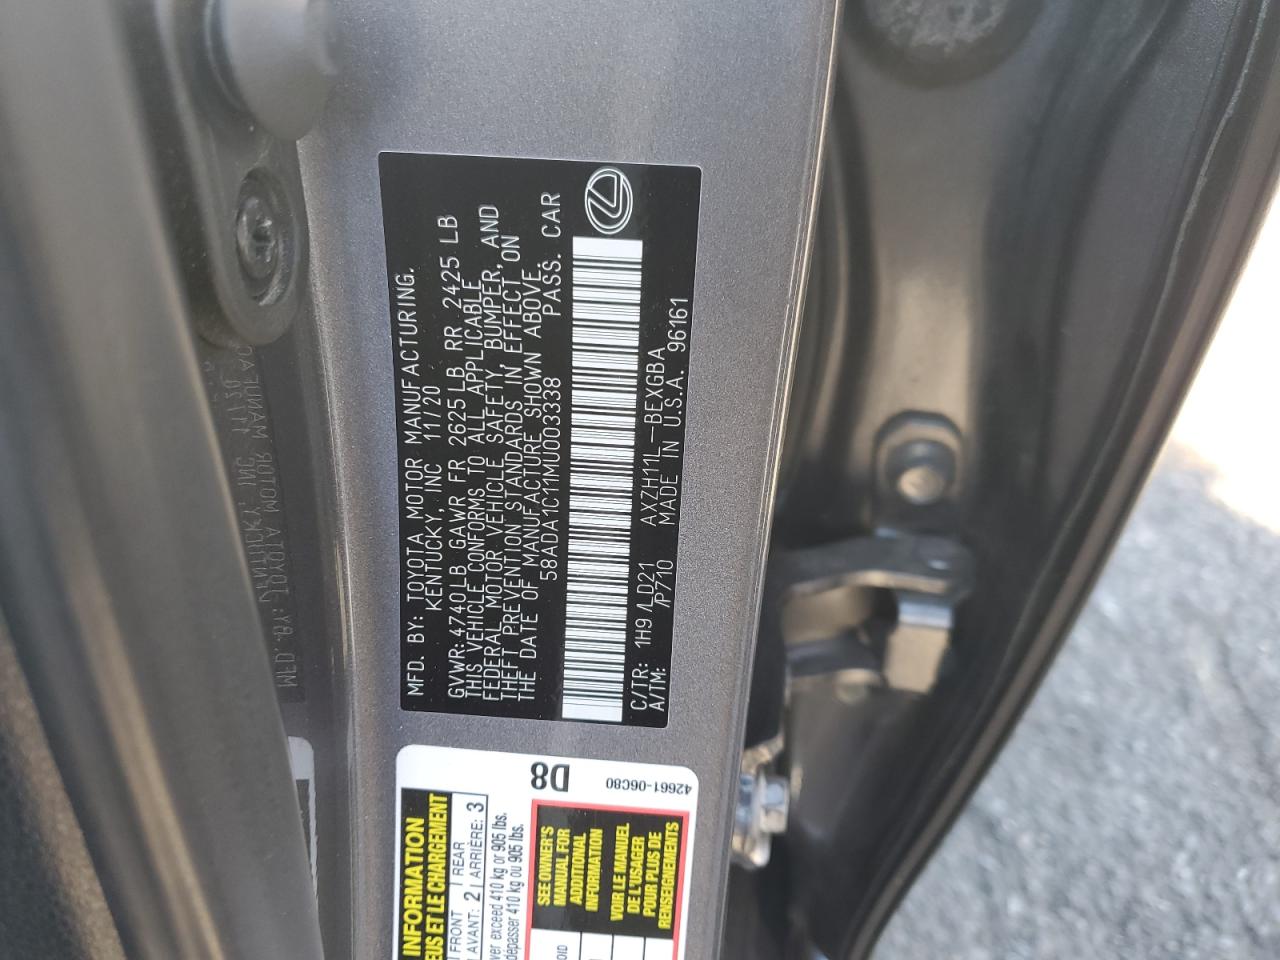 MFD. BY: TOYOTA MOTOR MANUFACTURING.
KENTUCKY, INC 11/20
GVWR: 4740LB GAWR FR 2625LB RR 2425 LB
THIS VEHICLE CONFORMS TO ALL APPLICABLE
FEDERAL MOTOR VEHICLE SAFETY, BUMPER, AND
THEFT PREVENTION STANDARDS IN EFFECT ON
THE DATE OF MANUFACTURE SHOWN ABOVE.
58ADA1C11MU003338 PASS. CAR
C/TR: 1H9/LD21 AXZH11L-BEXGBA
A/TM: /P710 MADE IN U.S.A. 96161
D8
42661-06C80
INFORMATION
EUS ET LE CHARGEMENT
FRONT REAR
AVANT: 2 ARRIÈRE: 3
ver exceed 410 kg or 905 lbs.
dépasser 410 kg ou 905 lbs.
SEE OWNER'S
MANUAL FOR
ADDITIONAL
INFORMATION
VOIR LE MANUEL
DE L'USAGER
POUR PLUS DE
RENSEIGNEMENTS
OID